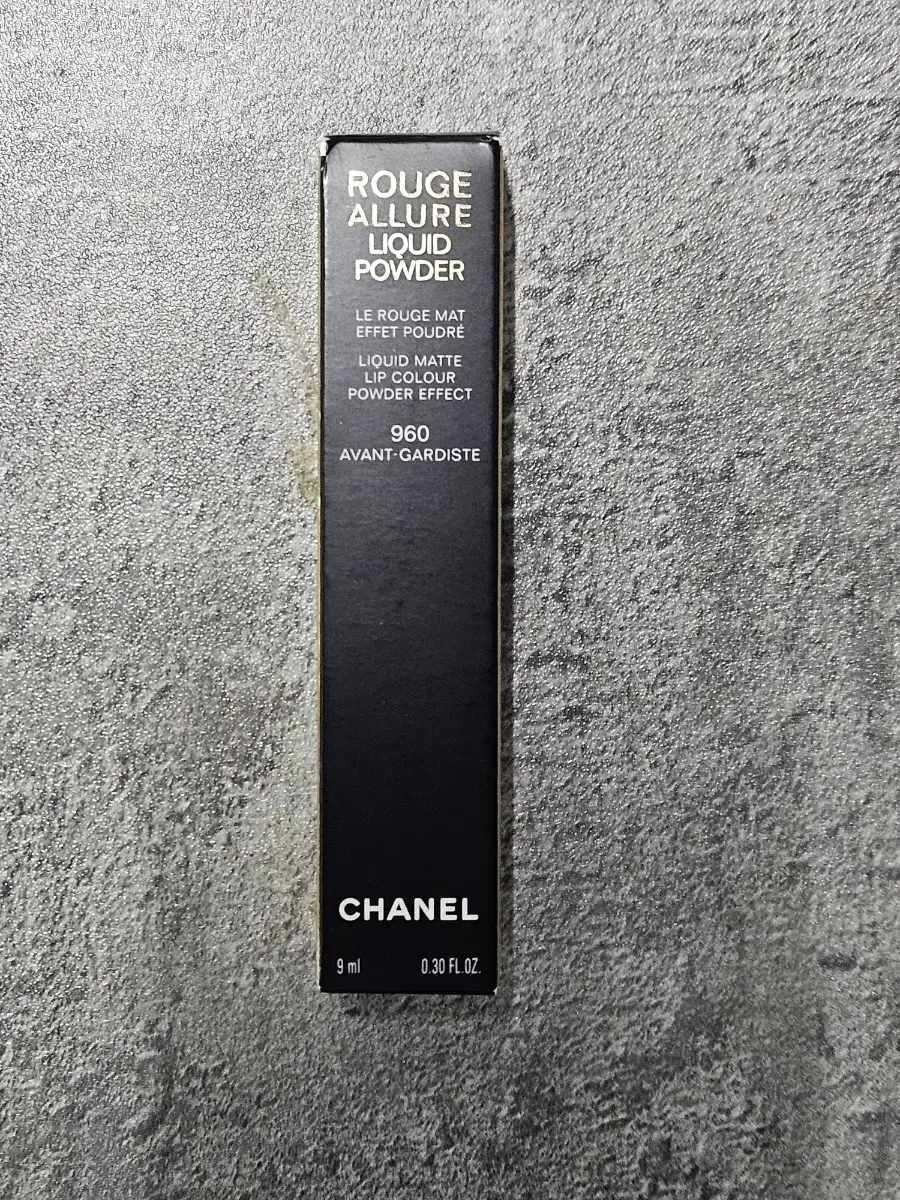 ROUGE
ALLURE
LIQUID
POWDER
LE ROUGE MAT
EFFET POUDRÉ
LIQUID MATTE
LIP COLOUR
POWDER EFFECT
960
AVANT-GARDISTE
CHANEL
9 ml 0.30 FL.OZ.